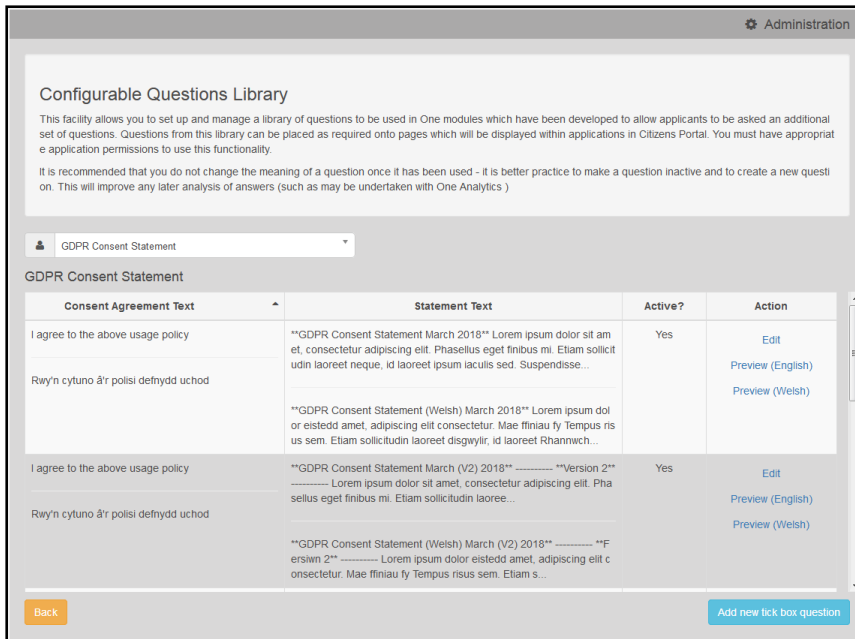 Administration
Configurable Questions Library
This facility allows you to set up and manage a library of questions to be used in One modules which have been developed to allow applicants to be asked an additional
set of questions. Questions from this library can be placed as required onto pages which will be displayed within applications in Citizens Portal. You must have appropriat
e application permissions to use this functionality.
It is recommended that you do not change the meaning of a question once it has been used - it is better practice to make a question inactive and to create a new questi
on. This will improve any later analysis of answers (such as may be undertaken with One Analytics )
GDPR Consent Statement
GDPR Consent Statement
Consent Agreement Text Statement Text Active? Action
I agree to the above usage policy
Rwy'n cytuno â'r polisi defnydd uchod
**GDPR Consent Statement March 2018** Lorem ipsum dolor sit am
et, consectetur adipiscing elit. Phasellus eget finibus mi. Etiam sollicit
udin laoreet neque, id laoreet ipsum iaculis sed. Suspendisse...
**GDPR Consent Statement (Welsh) March 2018** Lorem ipsum dol
or eistedd amet, adipiscing elit consectetur. Mae ffiniau fy Tempus ris
us sem. Etiam sollicitudin laoreet disgwylir, id laoreet Rhannwch...
Yes
Edit
Preview (English)
Preview (Welsh)
I agree to the above usage policy
Rwy'n cytuno â'r polisi defnydd uchod
**GDPR Consent Statement March (V2) 2018** ---------- **Version 2**
---------- Lorem ipsum dolor sit amet, consectetur adipiscing elit. Pha
sellus eget finibus mi. Etiam sollicitudin laoree...
**GDPR Consent Statement (Welsh) March (V2) 2018** ---------- **F
ersiwn 2** ---------- Lorem ipsum dolor eistedd amet, adipiscing elit c
onsectetur. Mae ffiniau fy Tempus risus sem. Etiam s...
Yes
Edit
Preview (English)
Preview (Welsh)
Back
Add new tick box question